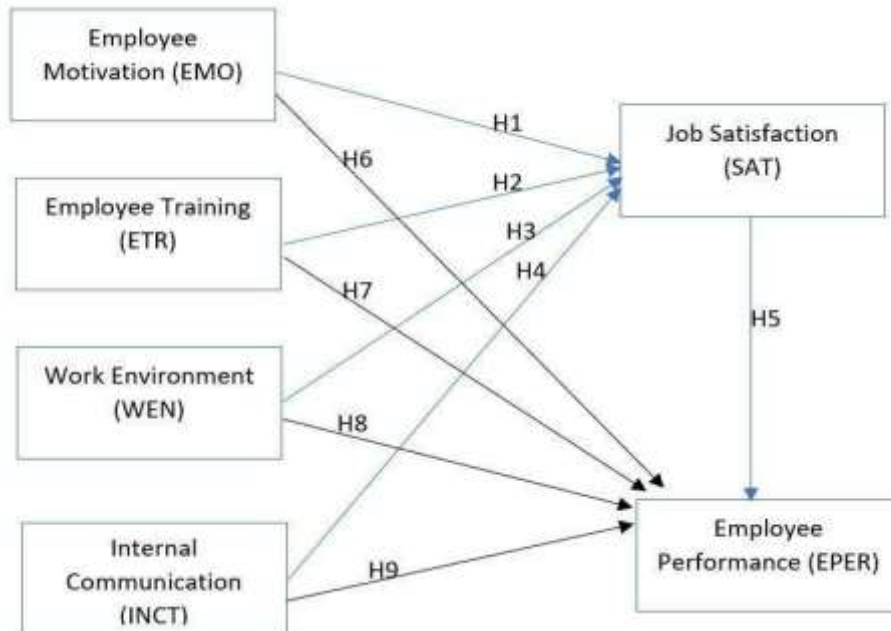 Employee
Motivation (EMO)
H1
Job Satisfaction
(SAT)
H6
H2
Employee Training
(ETR)
H3
H4
H7
H5
Work Environment
(WEN)
H8
Employee
Performance (EPER)
Internal
Communication
(INCT)
H9